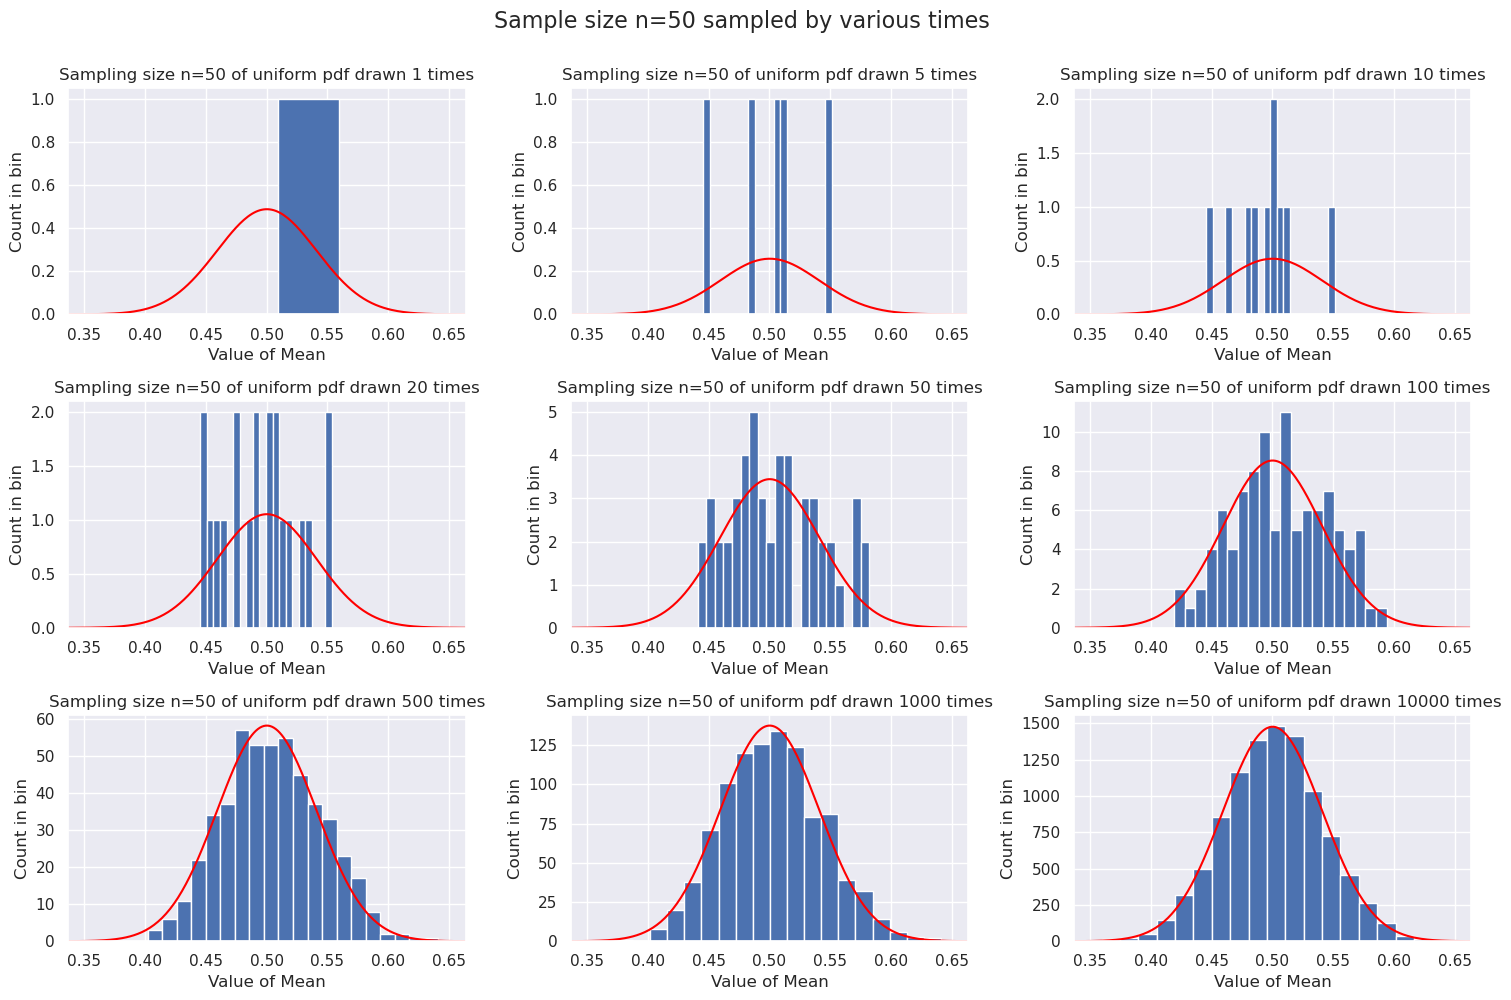 Sample size n=50 sampled by various times
Sampling size n=50 of uniform pdf drawn 1 times
1.0
0.8
0.6
0.4
0.2
0.0
Count in bin
0.35 0.40 0.45 0.50 0.55 0.60 0.65
Value of Mean
Sampling size n=50 of uniform pdf drawn 5 times
1.0
0.8
0.6
0.4
0.2
0.0
Count in bin
0.35 0.40 0.45 0.50 0.55 0.60 0.65
Value of Mean
Sampling size n=50 of uniform pdf drawn 10 times
2.0
1.5
1.0
0.5
0.0
Count in bin
0.35 0.40 0.45 0.50 0.55 0.60 0.65
Value of Mean
Sampling size n=50 of uniform pdf drawn 20 times
2.0
1.5
1.0
0.5
0.0
Count in bin
0.35 0.40 0.45 0.50 0.55 0.60 0.65
Value of Mean
Sampling size n=50 of uniform pdf drawn 50 times
5
4
3
2
1
0
Count in bin
0.35 0.40 0.45 0.50 0.55 0.60 0.65
Value of Mean
Sampling size n=50 of uniform pdf drawn 100 times
10
8
6
4
2
0
Count in bin
0.35 0.40 0.45 0.50 0.55 0.60 0.65
Value of Mean
Sampling size n=50 of uniform pdf drawn 500 times
60
50
40
30
20
10
0
Count in bin
0.35 0.40 0.45 0.50 0.55 0.60 0.65
Value of Mean
Sampling size n=50 of uniform pdf drawn 1000 times
125
100
75
50
25
0
Count in bin
0.35 0.40 0.45 0.50 0.55 0.60 0.65
Value of Mean
Sampling size n=50 of uniform pdf drawn 10000 times
1500
1250
1000
750
500
250
0
Count in bin
0.35 0.40 0.45 0.50 0.55 0.60 0.65
Value of Mean